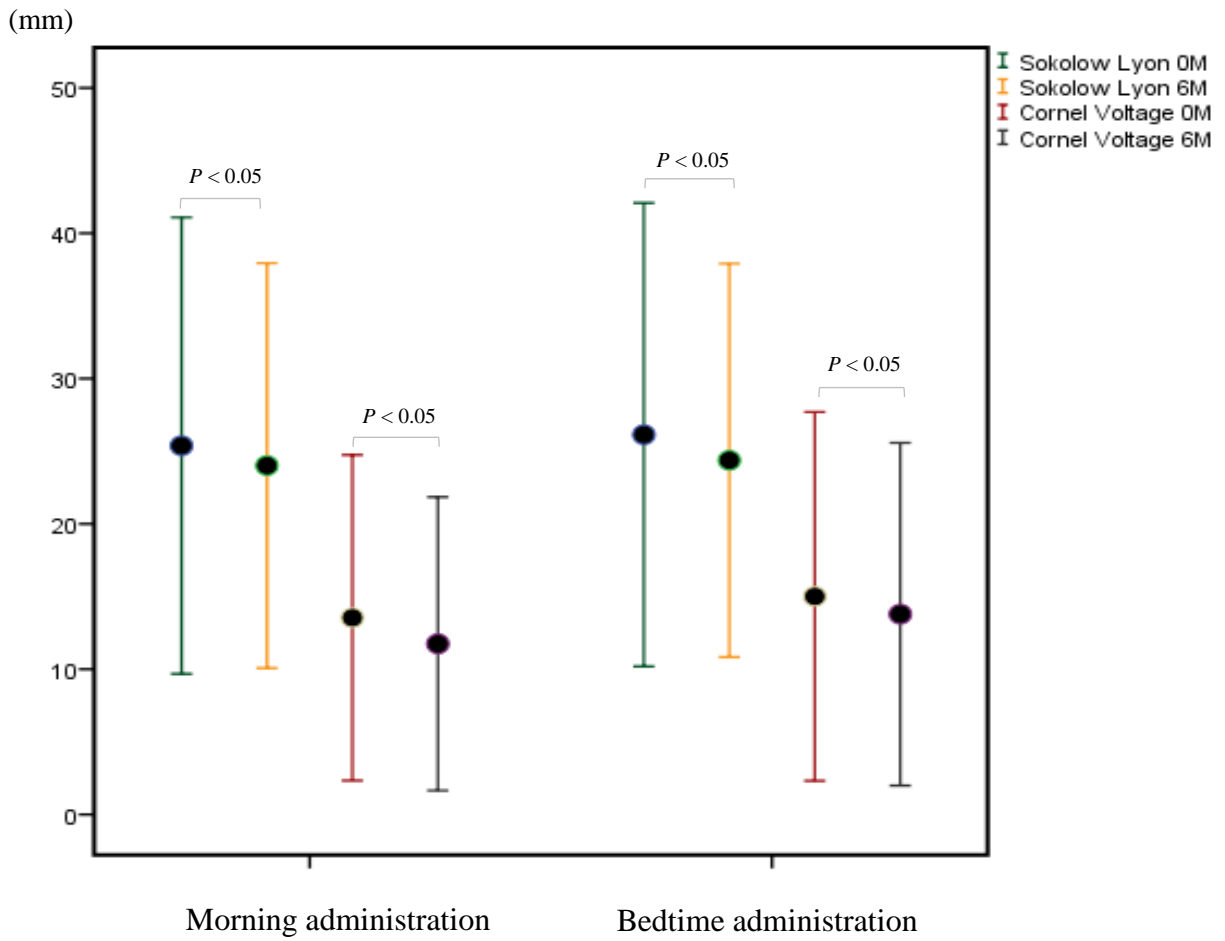 (mm)
Sokolow Lyon 0M
Sokolow Lyon 6M
Cornel Voltage 0M
Cornel Voltage 6M
50
40
30
20
10
0
P < 0.05
P < 0.05
P < 0.05
P < 0.05
Morning administration
Bedtime administration